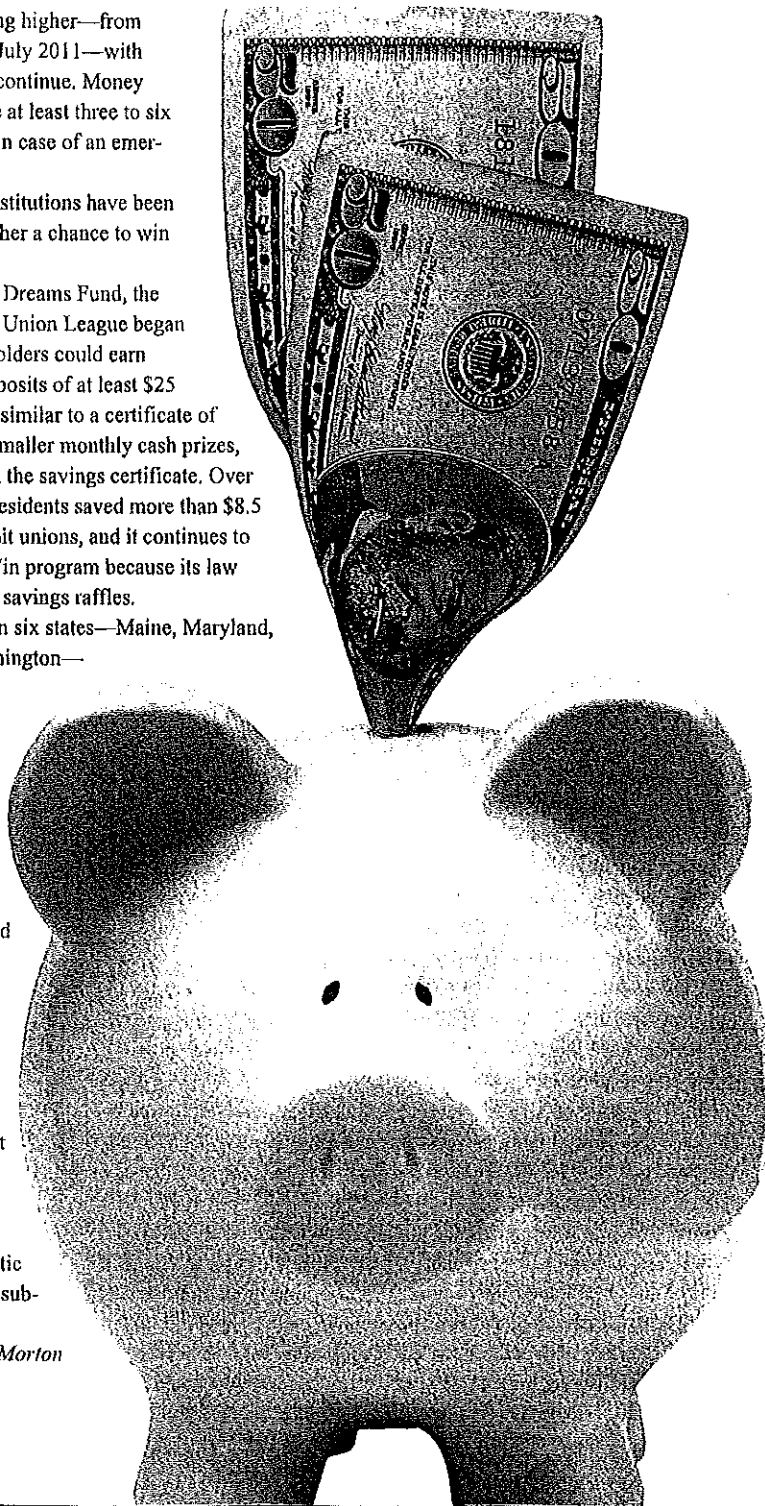 ng higher—from
July 2011—with
continue. Money
e at least three to six
n case of an emer-
stitutions have been
her a chance to win
Dreams Fund, the
Union League began
olders could earn
posits of at least $25
similar to a certificate of
maller monthly cash prizes,
the savings certificate. Over
residents saved more than $8.5
lit unions, and it continues to
in program because its law
savings raffles.
n six states—Maine, Maryland,
hington—
d
t
tic
sub-
Morton